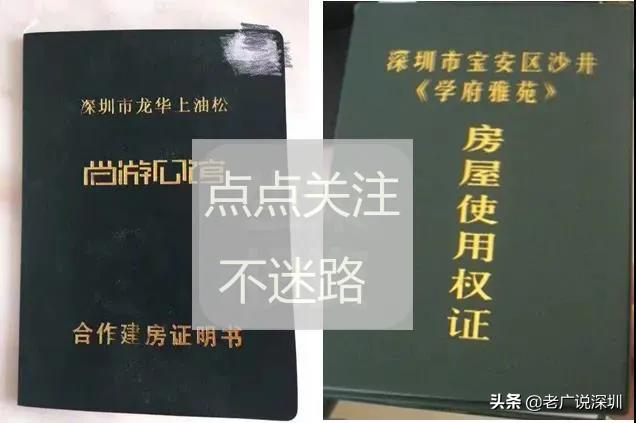 深圳市龙华上油松
尚游公馆
合作建房证明书
深圳市宝安区沙井
《学府雅苑》
房屋使用权证
点点关注
不迷路
头条 @老广说深圳